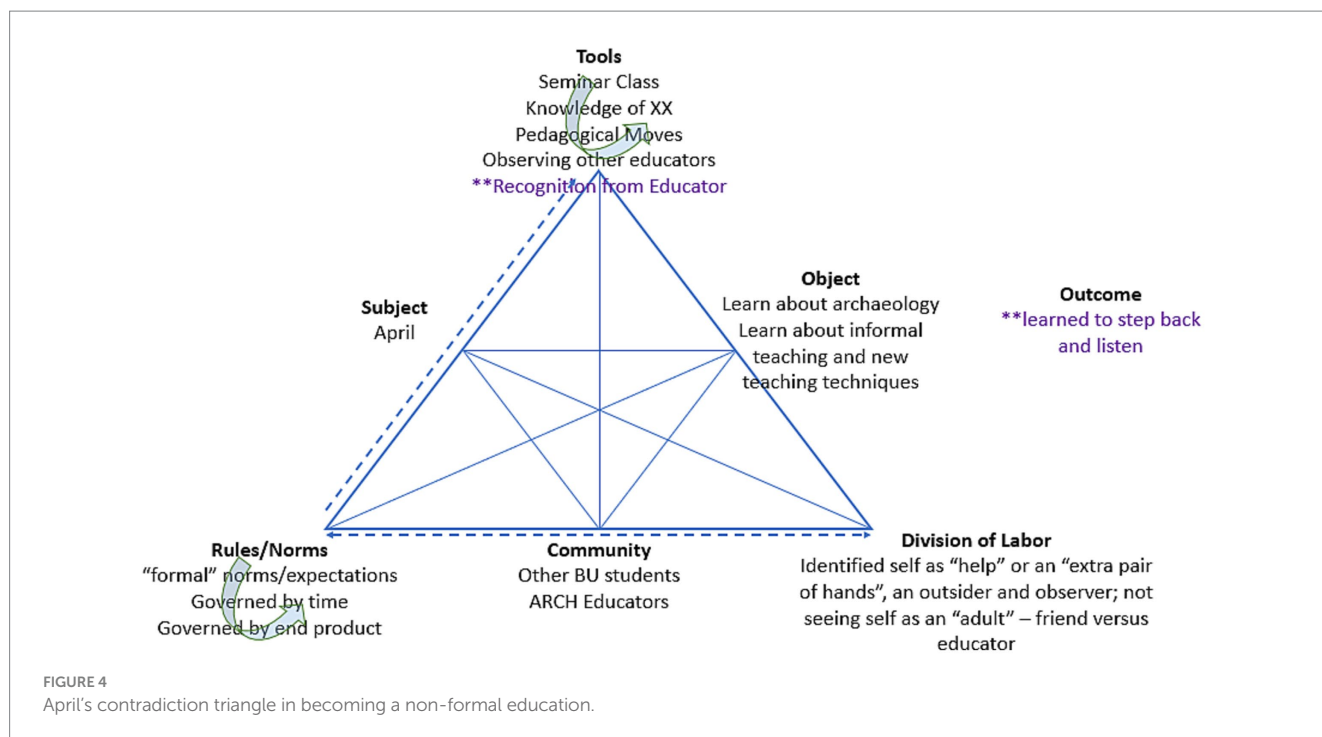 Tools
Seminar Class
Knowledge of XX
Pedagogical Moves
Observing other educators
**Recognition from Educator
Subject
April
Object
Learn about archaeology
Learn about informal
teaching and new
teaching techniques
Outcome
**learned to step back
and listen
Rules/Norms
“formal” norms/expectations
Governed by time
Governed by end product
Community
Other BU students
ARCH Educators
Division of Labor
Identified self as “help” or an “extra pair
of hands”, an outsider and observer; not
seeing self as an “adult” – friend versus
educator
FIGURE 4
April’s contradiction triangle in becoming a non-formal education.